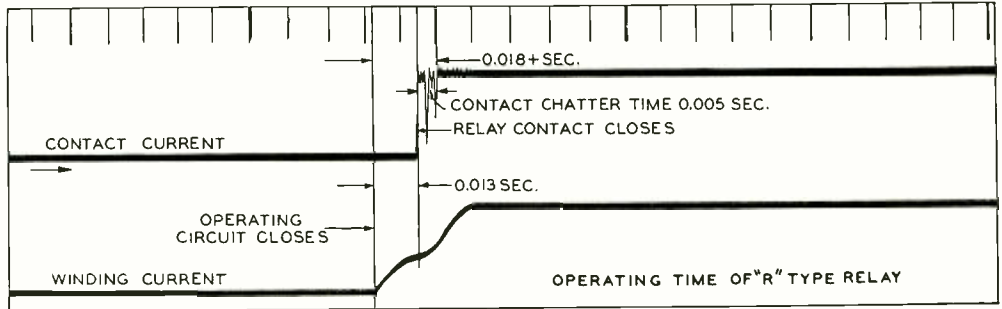 0.018+ SEC.
CONTACT CHATTER TIME 0.005 SEC.
RELAY CONTACT CLOSES
CONTACT CURRENT
0.013 SEC.
OPERATING
CIRCUIT CLOSES
WINDING CURRENT
OPERATING TIME OF "R" TYPE RELAY